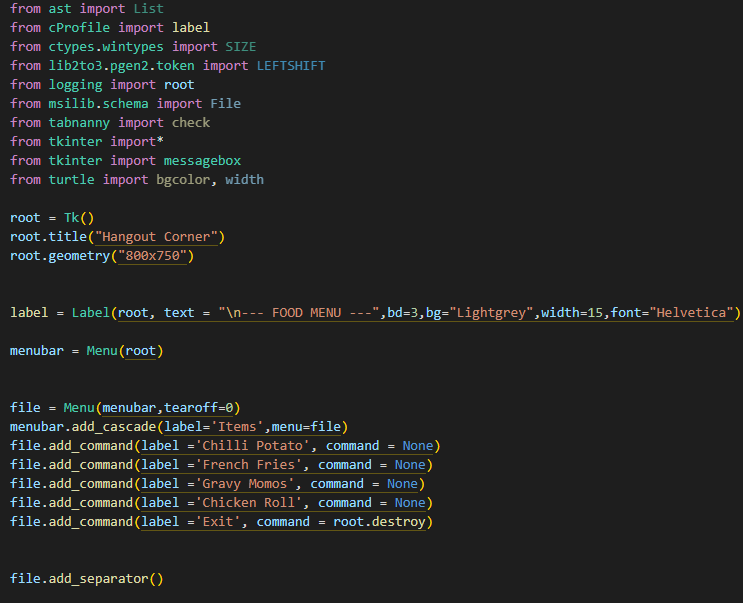 from ast import List
from cProfile import label
from ctypes.wintypes import SIZE
from lib2to3.pgen2.token import LEFTSHIFT
from logging import root
from msilib.schema import File
from tabnanny import check
from tkinter import*
from tkinter import messagebox
from turtle import bgcolor, width
root = Tk()
root.title("Hangout Corner")
root.geometry("800x750")
label = Label(root, text = "\n--- FOOD MENU ---",bd=3,bg="Lightgrey",width=15,font="Helvetica")
menubar = Menu(root)
file = Menu(menubar,tearoff=0)
menubar.add_cascade(label='Items',menu=file)
file.add_command(label ='Chilli Potato', command = None)
file.add_command(label ='French Fries', command = None)
file.add_command(label ='Gravy Momos', command = None)
file.add_command(label ='Chicken Roll', command = None)
file.add_command(label ='Exit', command = root.destroy)
file.add_separator()